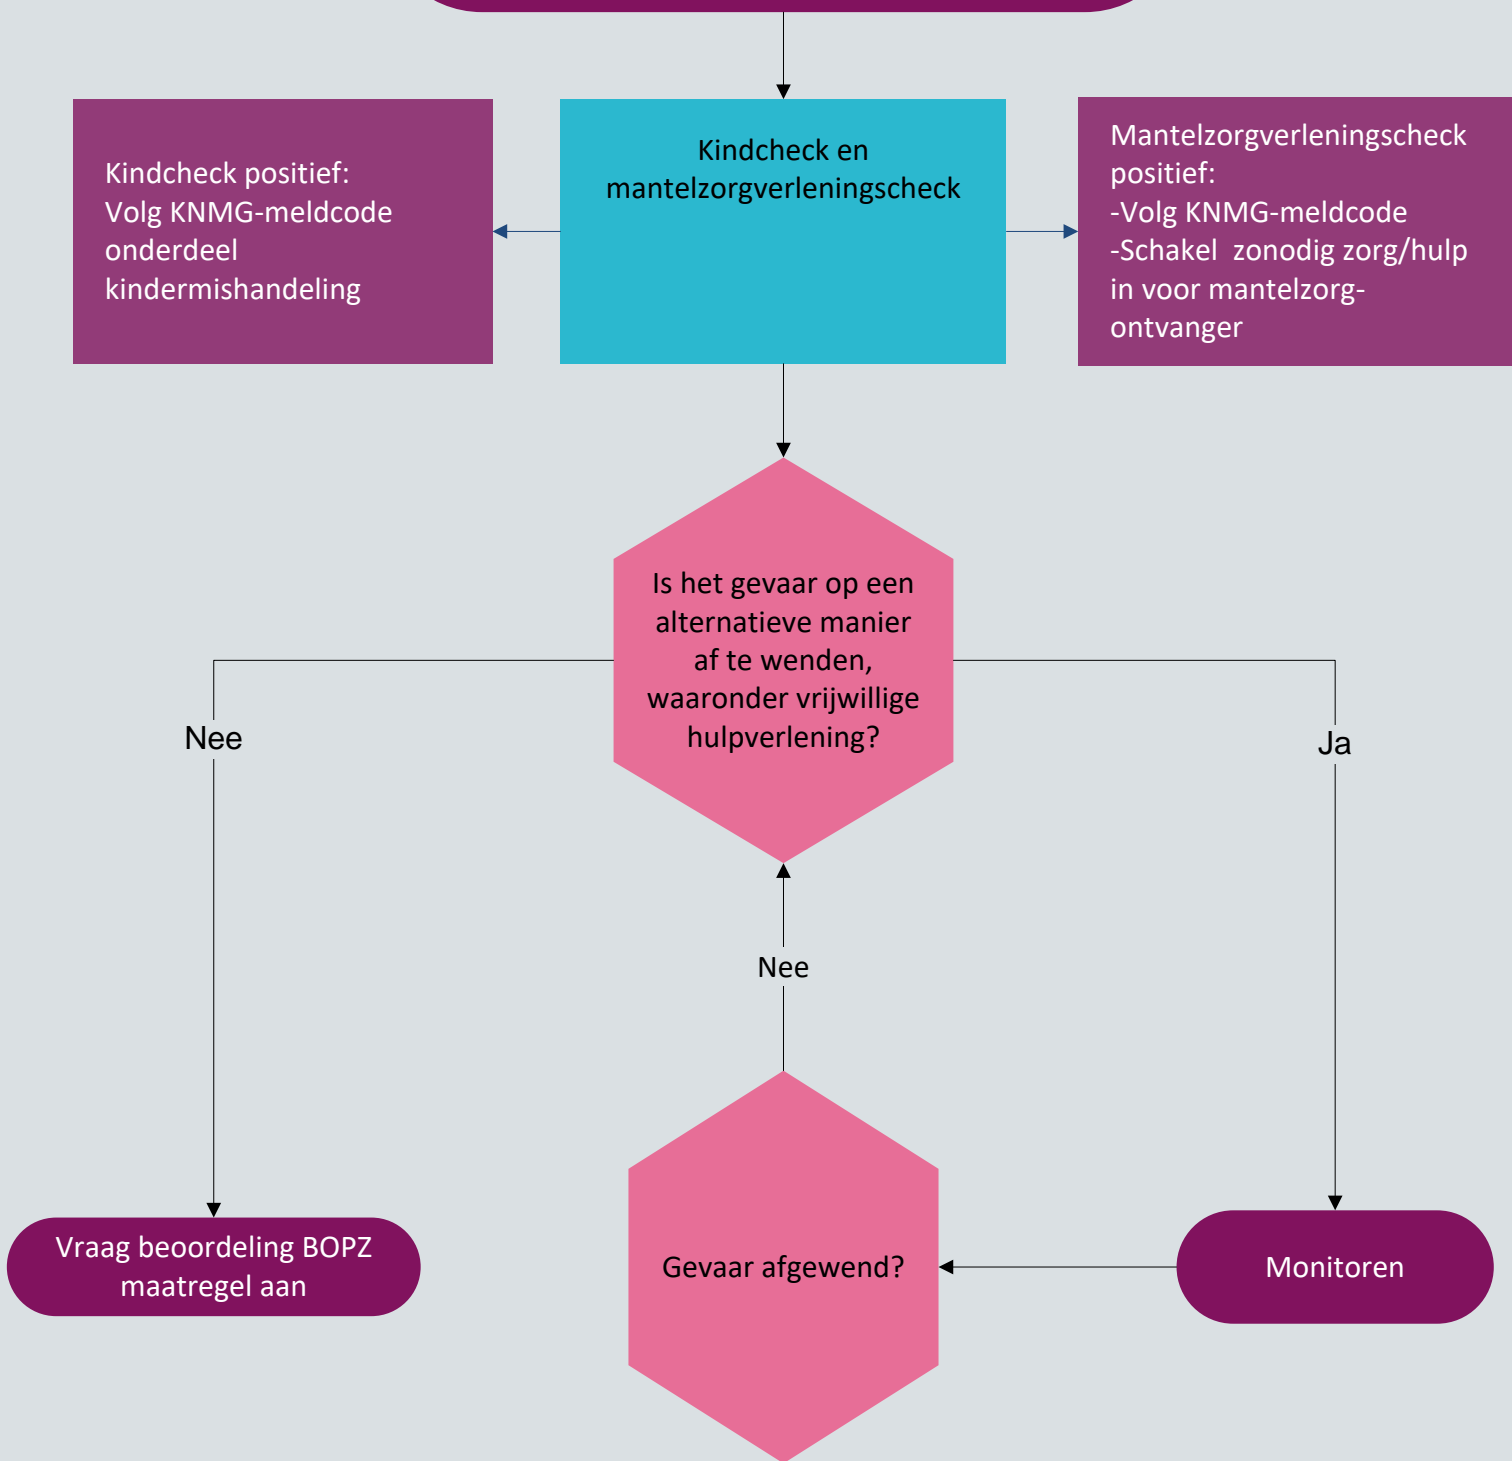 Kindcheck positief:
Volg KNMG-meldcode
onderdeel
kindermishandeling
Kindcheck en
mantelzorgverleningscheck
Mantelzorgverleningscheck
positief:
-Volg KNMG-meldcode
-Schakel  zonodig zorg/hulp
in voor mantelzorg-
ontvanger
Is het gevaar op een
alternatieve manier
af te wenden,
waaronder vrijwillige
hulpverlening?
Nee
Ja
Nee
Vraag beoordeling BOPZ
maatregel aan
Gevaar afgewend?
Monitoren